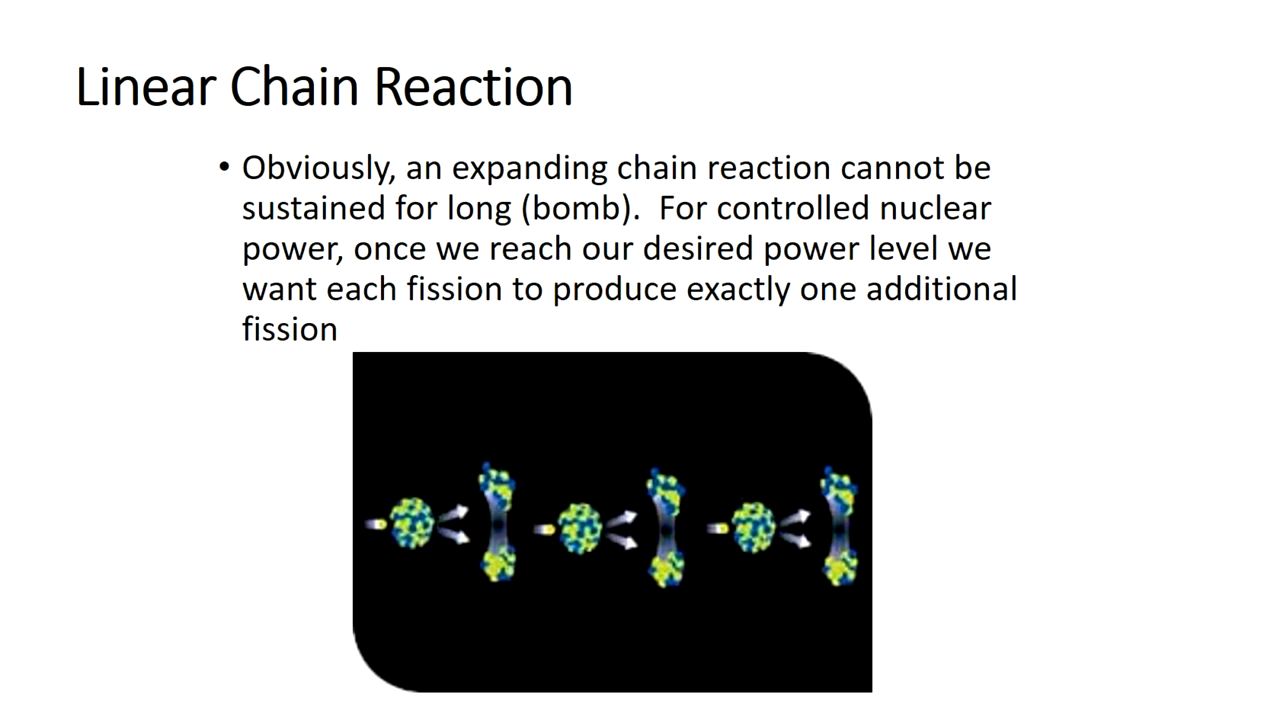 Linear Chain Reaction
• Obviously, an expanding chain reaction cannot be
sustained for long (bomb).  For controlled nuclear
power, once we reach our desired power level we
want each fission to produce exactly one additional
fission